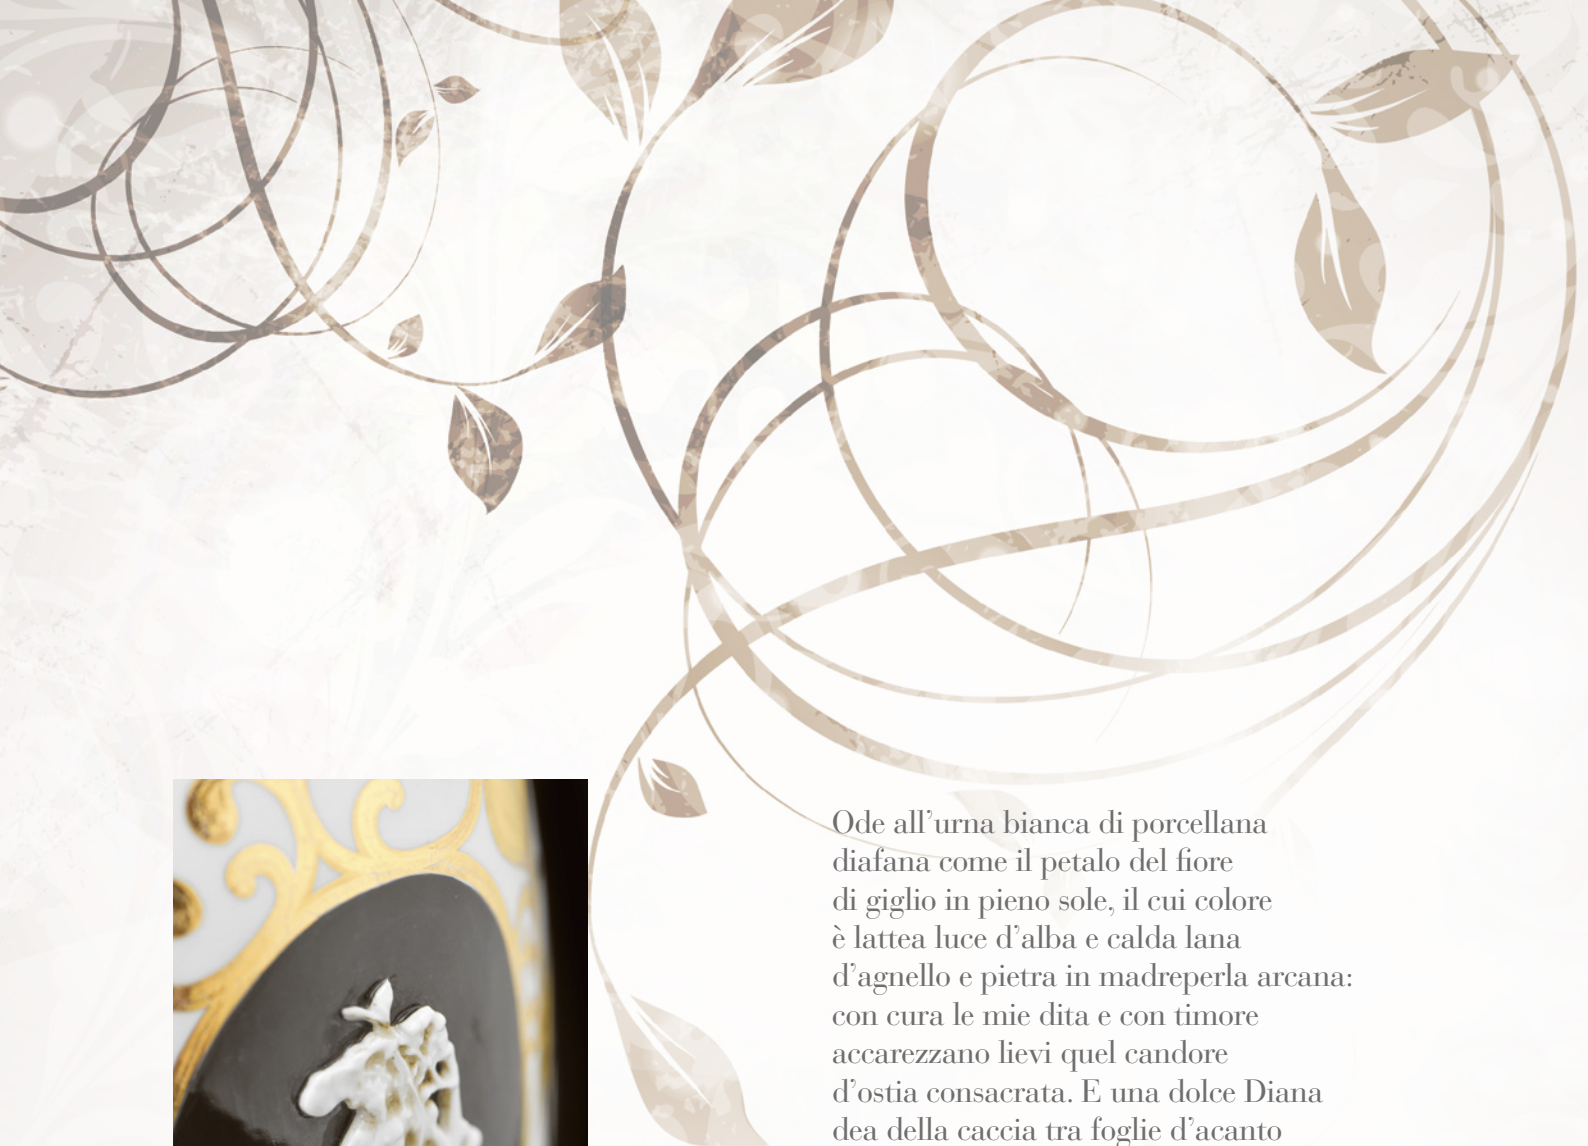 Ode all’urna bianca di porcellana
diafana come il petalo del fiore
di giglio in pieno sole, il cui colore
è lattea luce d’alba e calda lana
d’agnello e pietra in madreperla arcana:
con cura le mie dita e con timore
accarezzano lievi quel candore
d’ostia consacrata. E una dolce Diana
dea della caccia tra foglie d’acanto